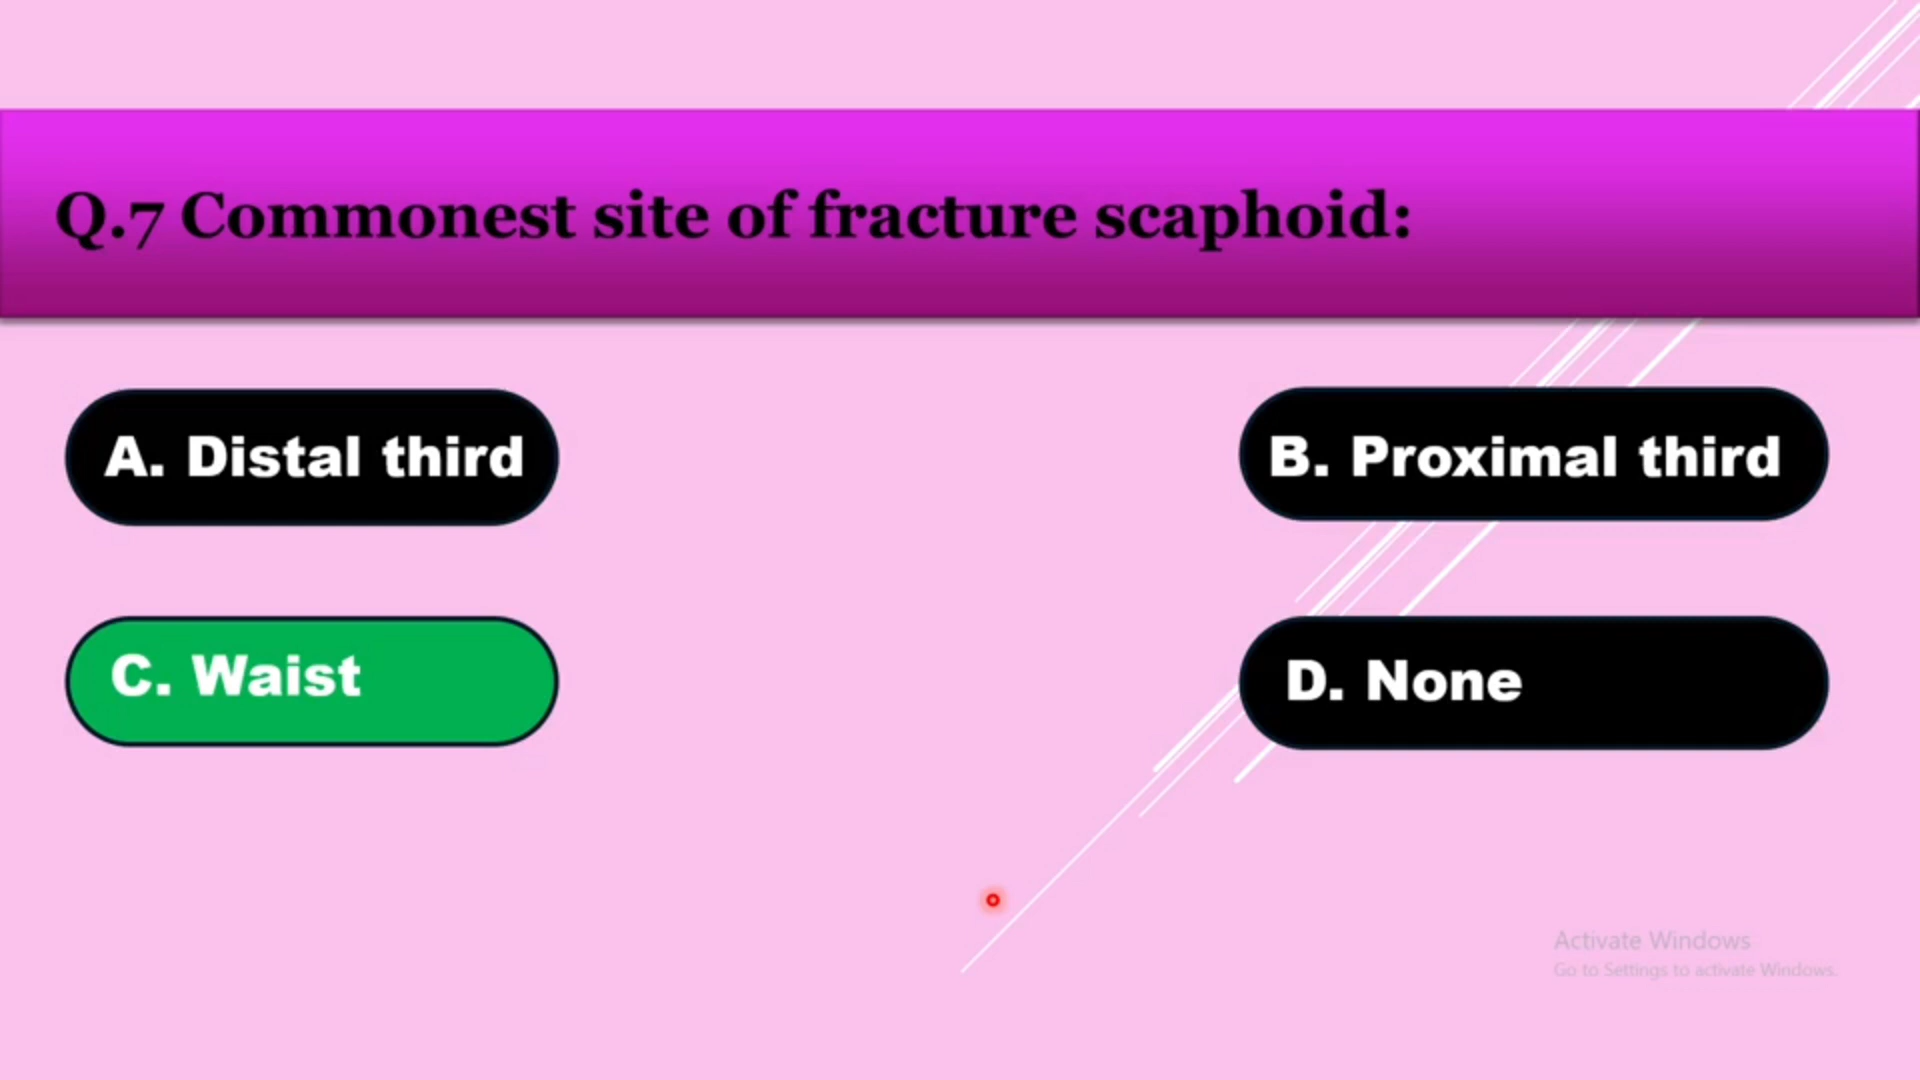 Q.7 Commonest site of fracture scaphoid:
A. Distal third
B. Proximal third
C. Waist
D. None
Activate Windows
Go to Settings to activate Windows.